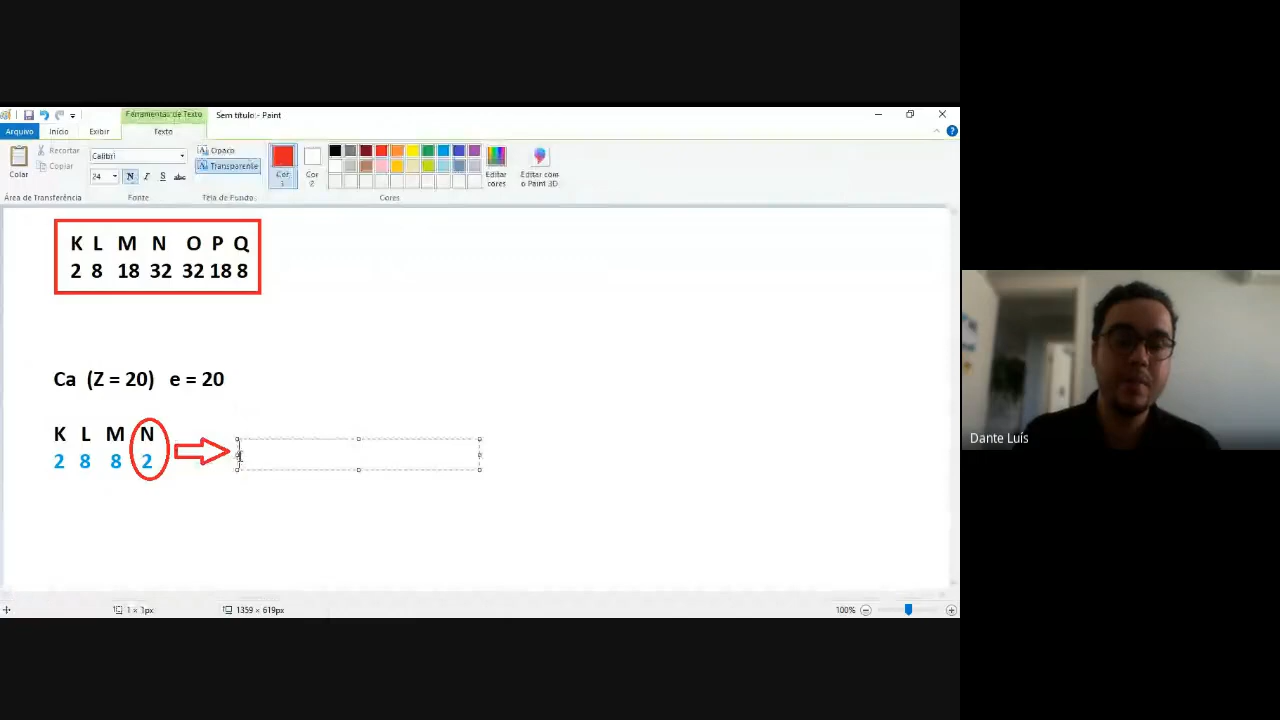 Ferramentas de Texto
Sem título - Paint
Arquivo
Início
Exibir
Texto
Colar
Recortar
Copiar
Calibri
24
N I S abc
Opaco
Transparente
Cor 1
Cor 2
Editar cores
Editar com o Paint 3D
Área de Transferência
Fonte
Tela de Fundo
Cores
K L M N O P Q
2 8 18 32 32 18 8
Ca (Z = 20) e = 20
K L M N
2 8 8 2
Dante Luís
1 × 1px
1359 × 619px
100%